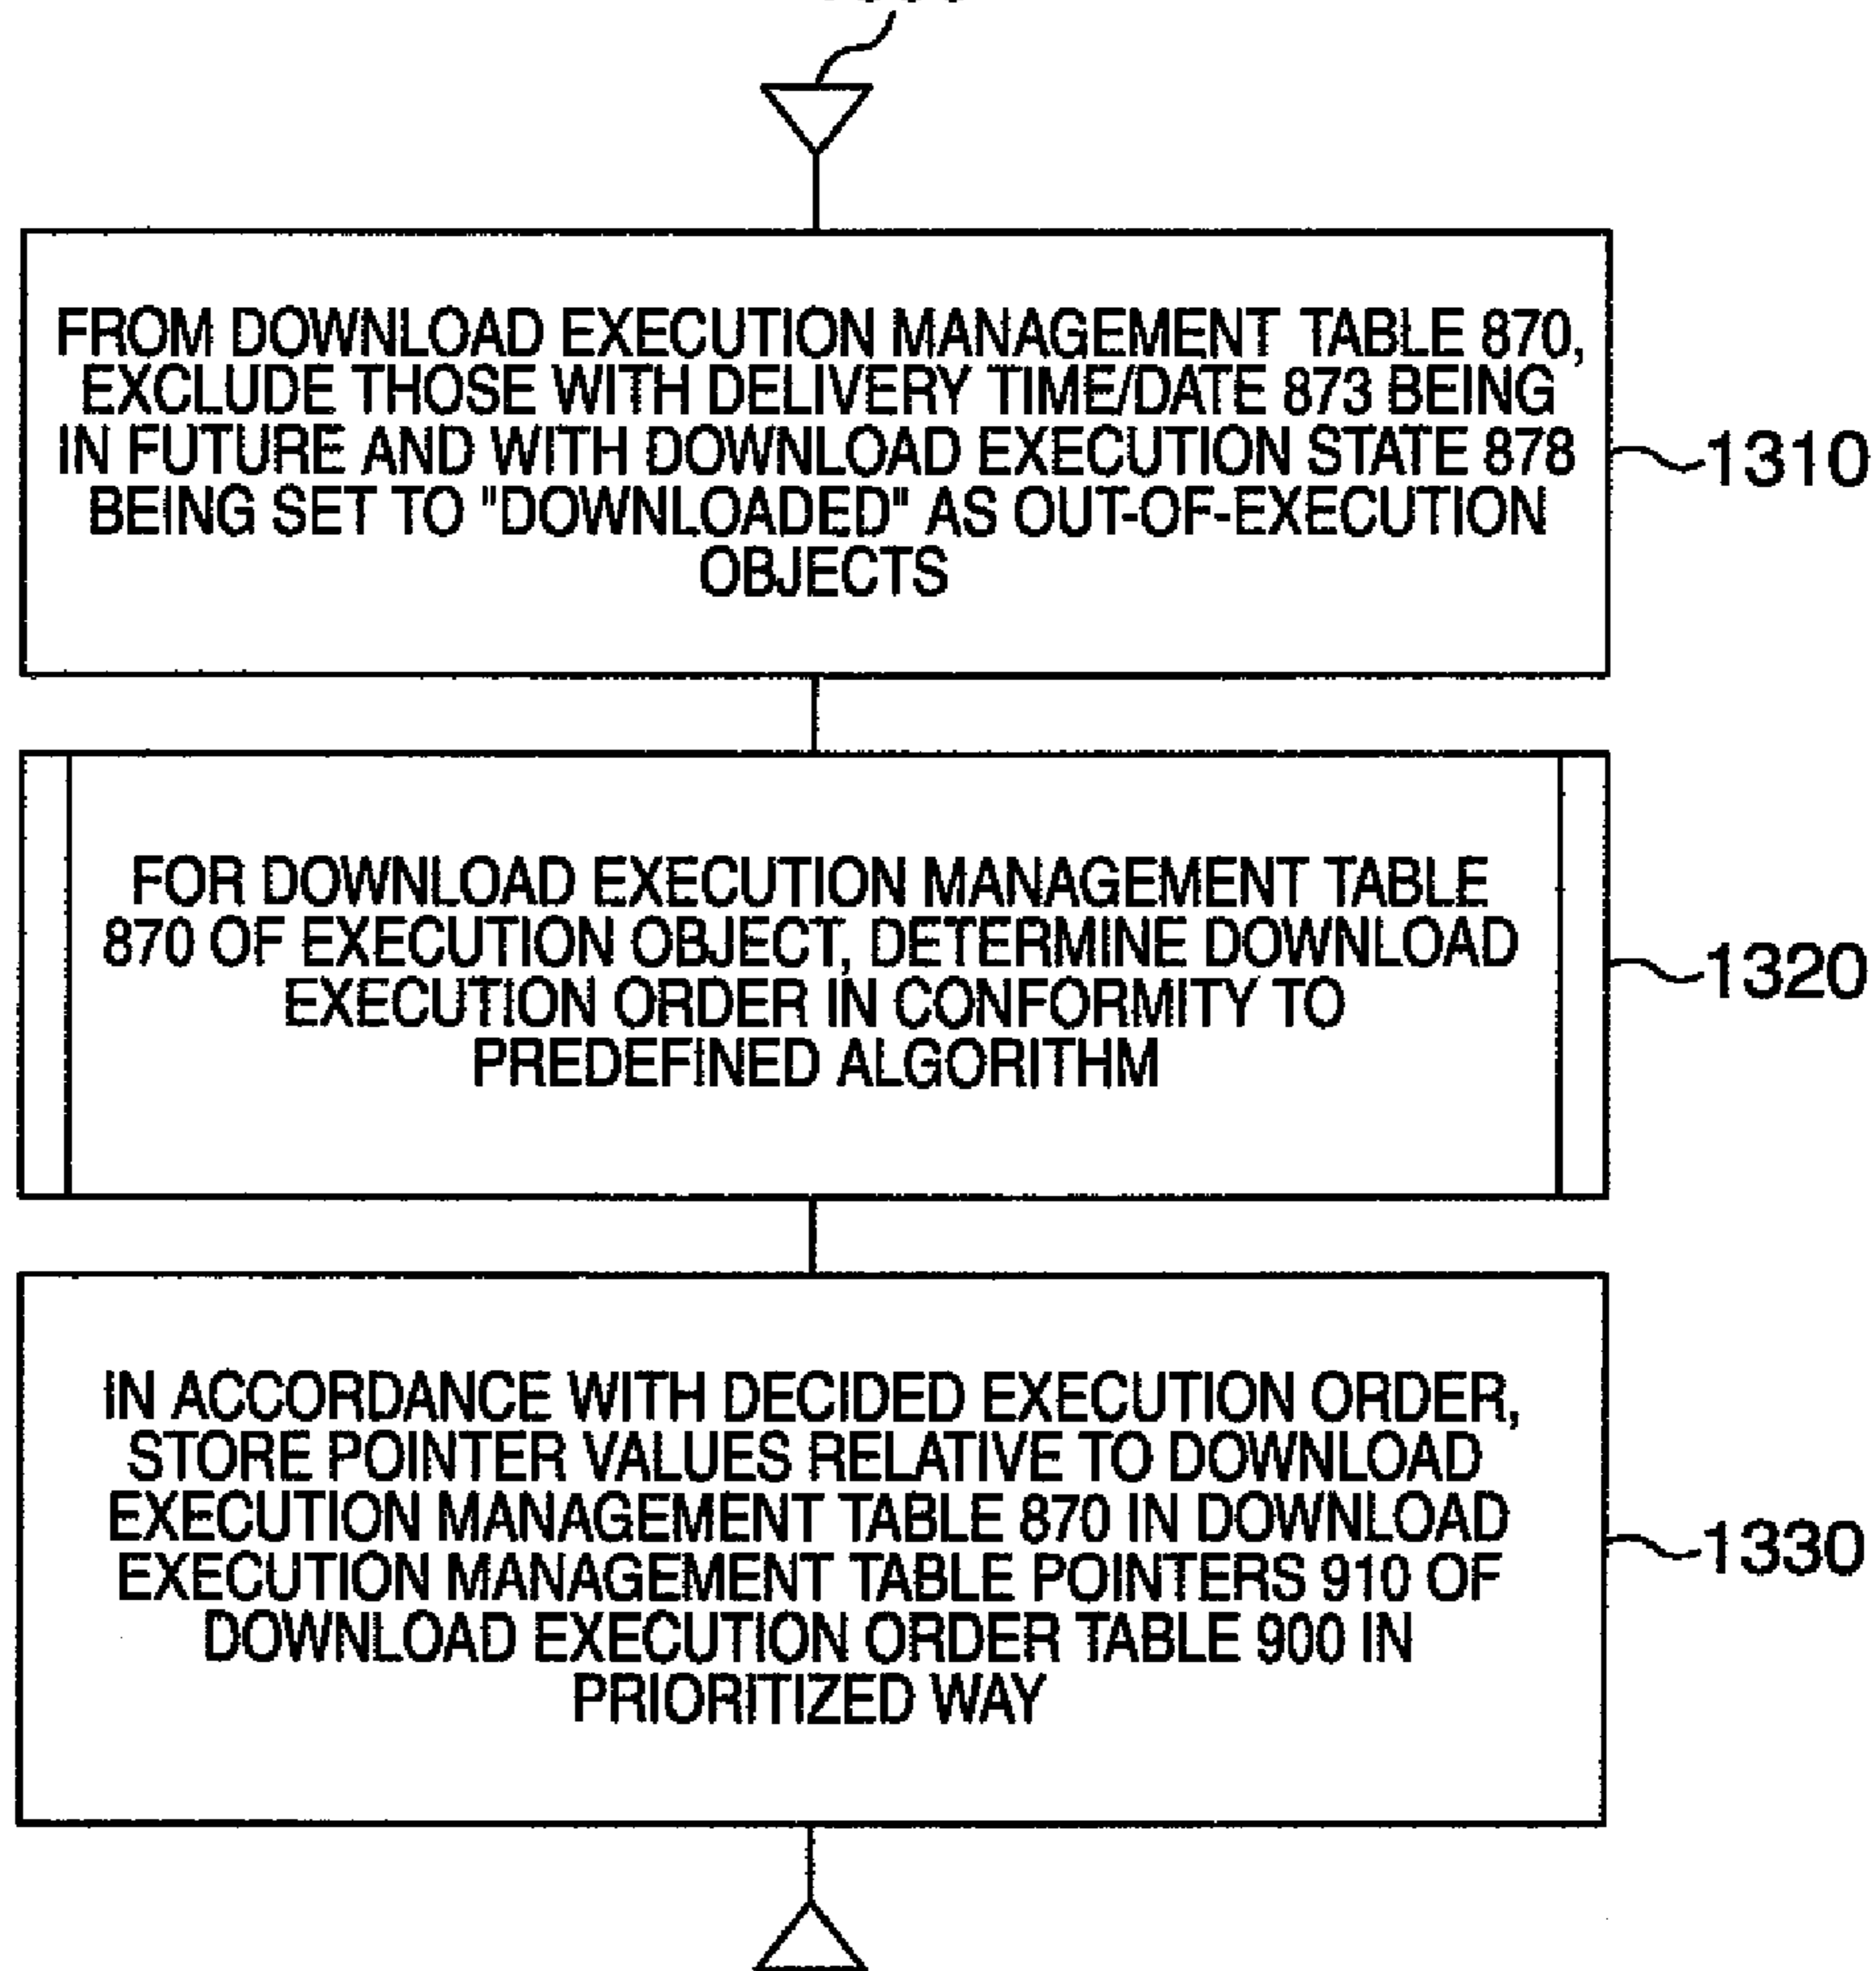 FROM DOWNLOAD EXECUTION MANAGEMENT TABLE 870,
EXCLUDE THOSE WITH DELIVERY TIME/DATE 873 BEING
IN FUTURE AND WITH DOWNLOAD EXECUTION STATE 878
BEING SET TO "DOWNLOADED" AS OUT-OF-EXECUTION
OBJECTS
1310
FOR DOWNLOAD EXECUTION MANAGEMENT TABLE
870 OF EXECUTION OBJECT, DETERMINE DOWNLOAD
EXECUTION ORDER IN CONFORMITY TO
PREDEFINED ALGORITHM
1320
IN ACCORDANCE WITH DECIDED EXECUTION ORDER,
STORE POINTER VALUES RELATIVE TO DOWNLOAD
EXECUTION MANAGEMENT TABLE 870 IN DOWNLOAD
EXECUTION MANAGEMENT TABLE POINTERS 910 OF
DOWNLOAD EXECUTION ORDER TABLE 900 IN
PRIORITIZED WAY
1330